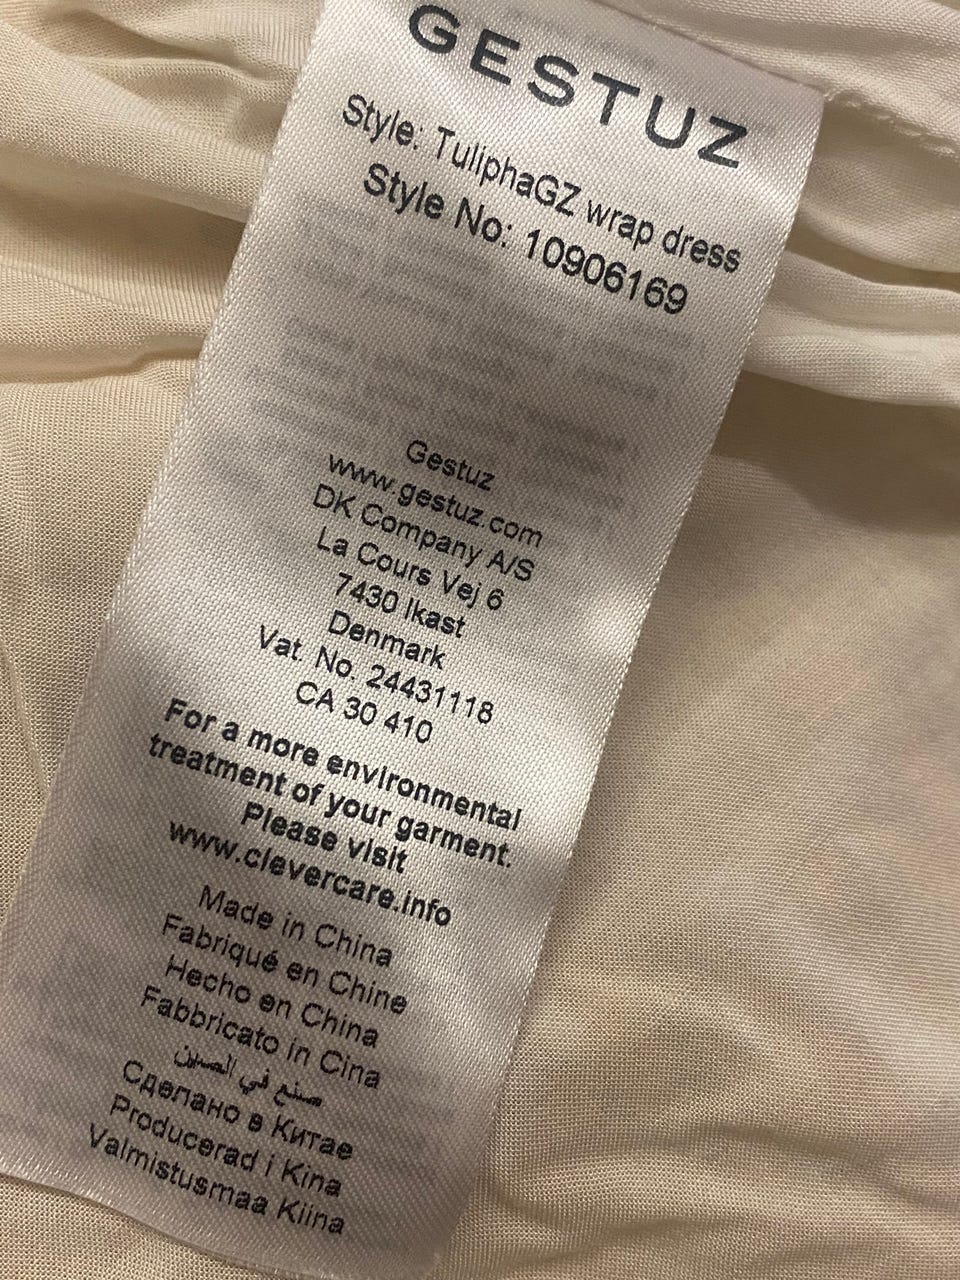 GESTUZ
Style: TuliphaGZ wrap dress
Style No: 10906169
Gestuz
www.gestuz.com
DK Company A/S
La Cours Vej 6
7430 Ikast
Denmark
Vat. No. 24431118
CA 30 410
For a more environmental
treatment of your garment.
Please visit
www.clevercare.info
Made in China
Fabriqué en Chine
Hecho en China
Fabbricato in Cina
صنع في الصين
Сделано в Китае
Producerad i Kina
Valmistusmaa Kiina